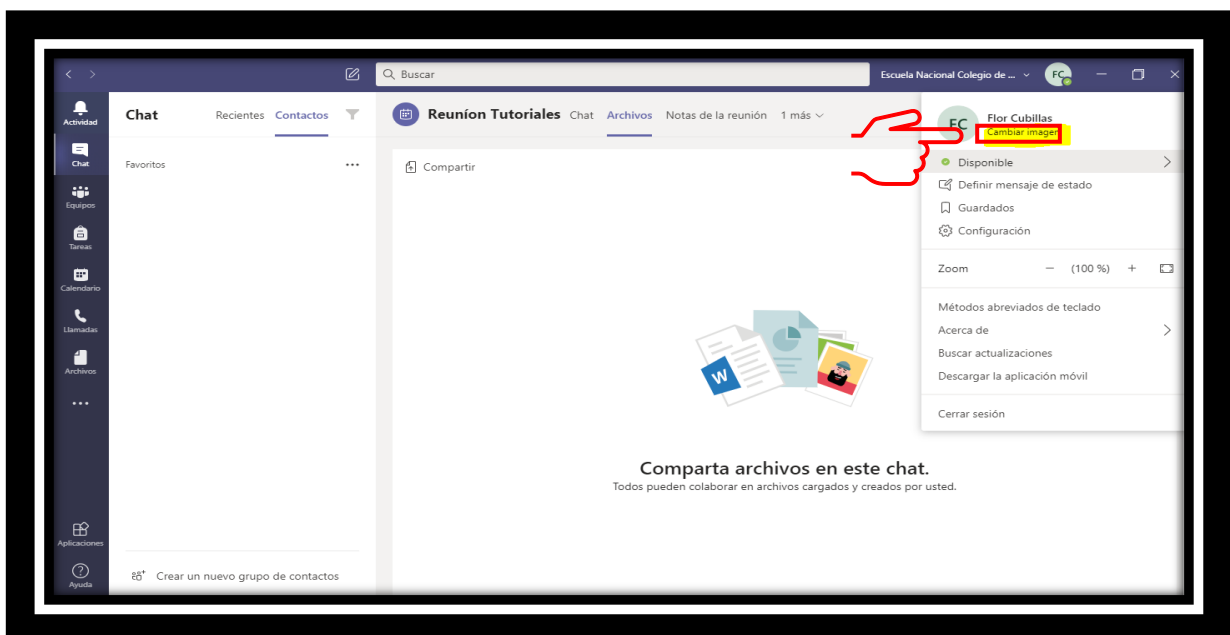 Buscar
Escuela Nacional Colegio de ...
FC
Actividad
Chat
Equipos
Tareas
Calendario
Llamadas
Archivos
Aplicaciones
Ayuda
Chat
Recientes Contactos
Favoritos
Crear un nuevo grupo de contactos
Reuníon Tutoriales Chat Archivos Notas de la reunión 1 más
Compartir
W
Comparta archivos en este chat.
Todos pueden colaborar en archivos cargados y creados por usted.
FC
Flor Cubillas
Cambiar imagen
Disponible
Definir mensaje de estado
Guardados
Configuración
Zoom − (100 %) +
Métodos abreviados de teclado
Acerca de
Buscar actualizaciones
Descargar la aplicación móvil
Cerrar sesión